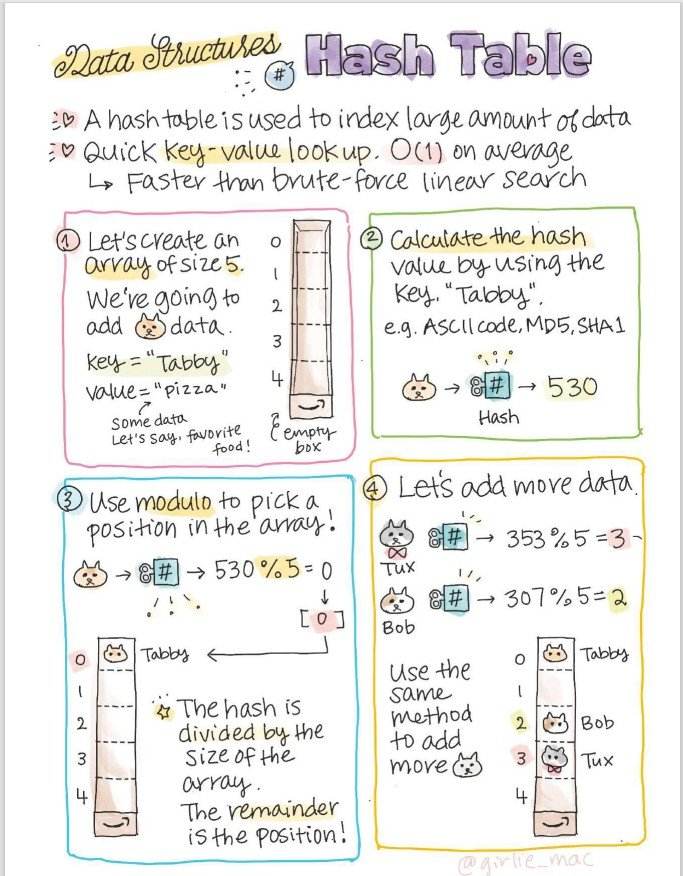 Data Structures
# Hash Table
A hash table is used to index large amount of data
Quick key-value look up. O(1) on average
↳ Faster than brute-force linear search
① Let's create an
array of size 5.
We're going to
add data.
key = "Tabby"
value = "pizza"
Some data
Let's say, favorite
food!
0
1
2
3
4
empty
box
② Calculate the hash
value by using the
key, "Tabby".
e.g. ASCII code, MD5, SHA1
→ # → 530
Hash
③ Use modulo to pick a
position in the array!
→ # → 530 % 5 = 0
[0]
0 Tabby
1
2
3
4
The hash is
divided by the
size of the
array.
The remainder
is the position!
④ Let's add more data.
# → 353 % 5 = 3
Tux
# → 307 % 5 = 2
Bob
Use the
same
method
to add
more
0 Tabby
1
2 Bob
3 Tux
4
@girlie_mac